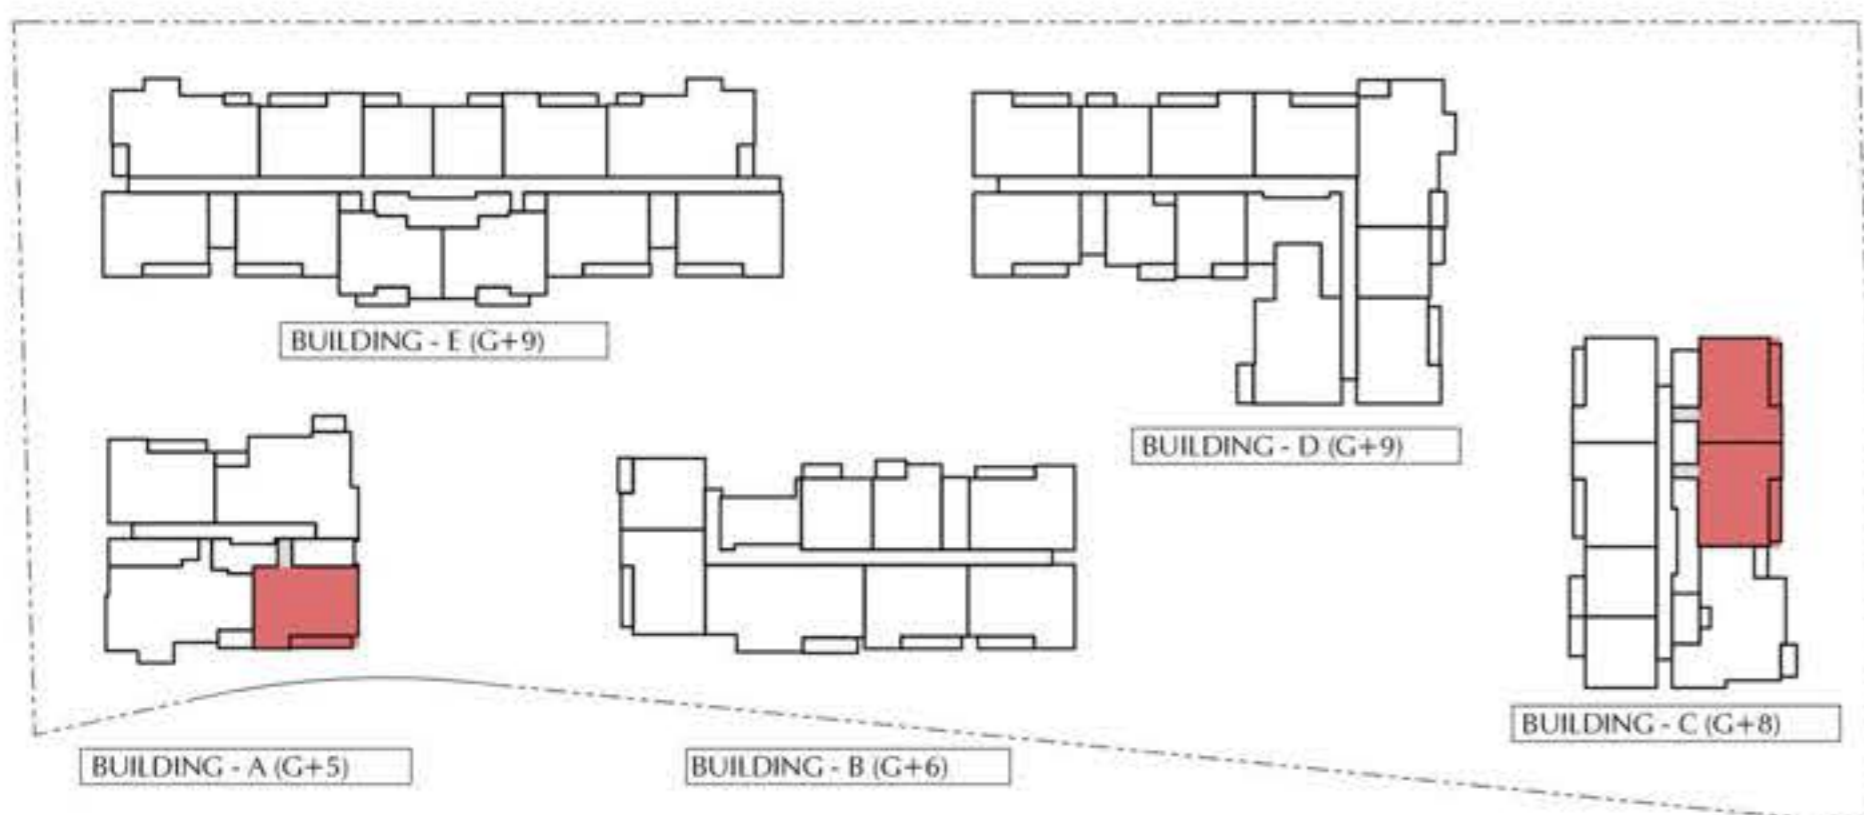 BUILDING - E (G+9)
BUILDING - D (G+9)
BUILDING - C (G+8)
BUILDING - A (G+5)
BUILDING - B (G+6)